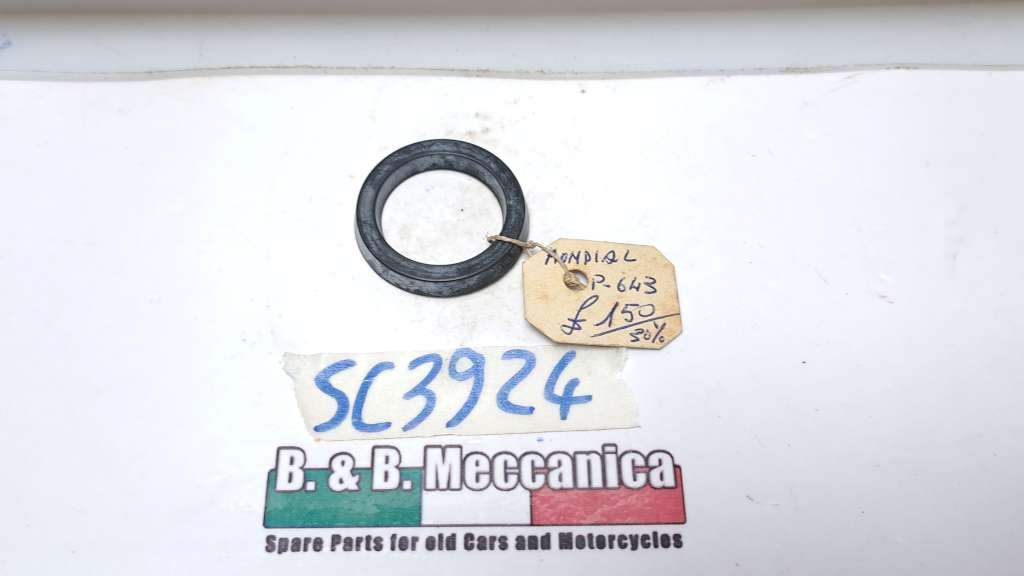 MONDIAL
P-643
£ 150
30%
SC3924
B. & B. Meccanica
Spare Parts for old Cars and Motorcycles